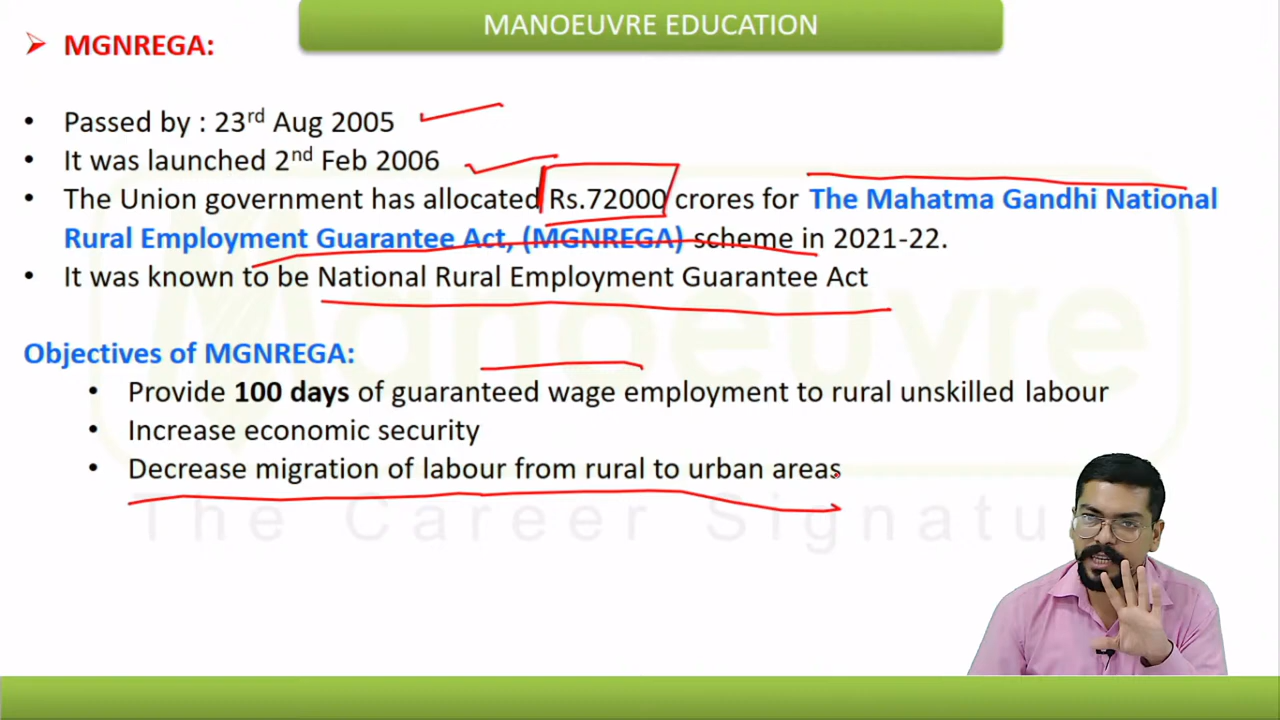 MANOEUVRE EDUCATION
➢ MGNREGA:
• Passed by : 23rd Aug 2005
• It was launched 2nd Feb 2006
• The Union government has allocated Rs.72000 crores for The Mahatma Gandhi National
Rural Employment Guarantee Act, (MGNREGA) scheme in 2021-22.
• It was known to be National Rural Employment Guarantee Act
Objectives of MGNREGA:
• Provide 100 days of guaranteed wage employment to rural unskilled labour
• Increase economic security
• Decrease migration of labour from rural to urban areas
Manoeuvre
The Career Signatu